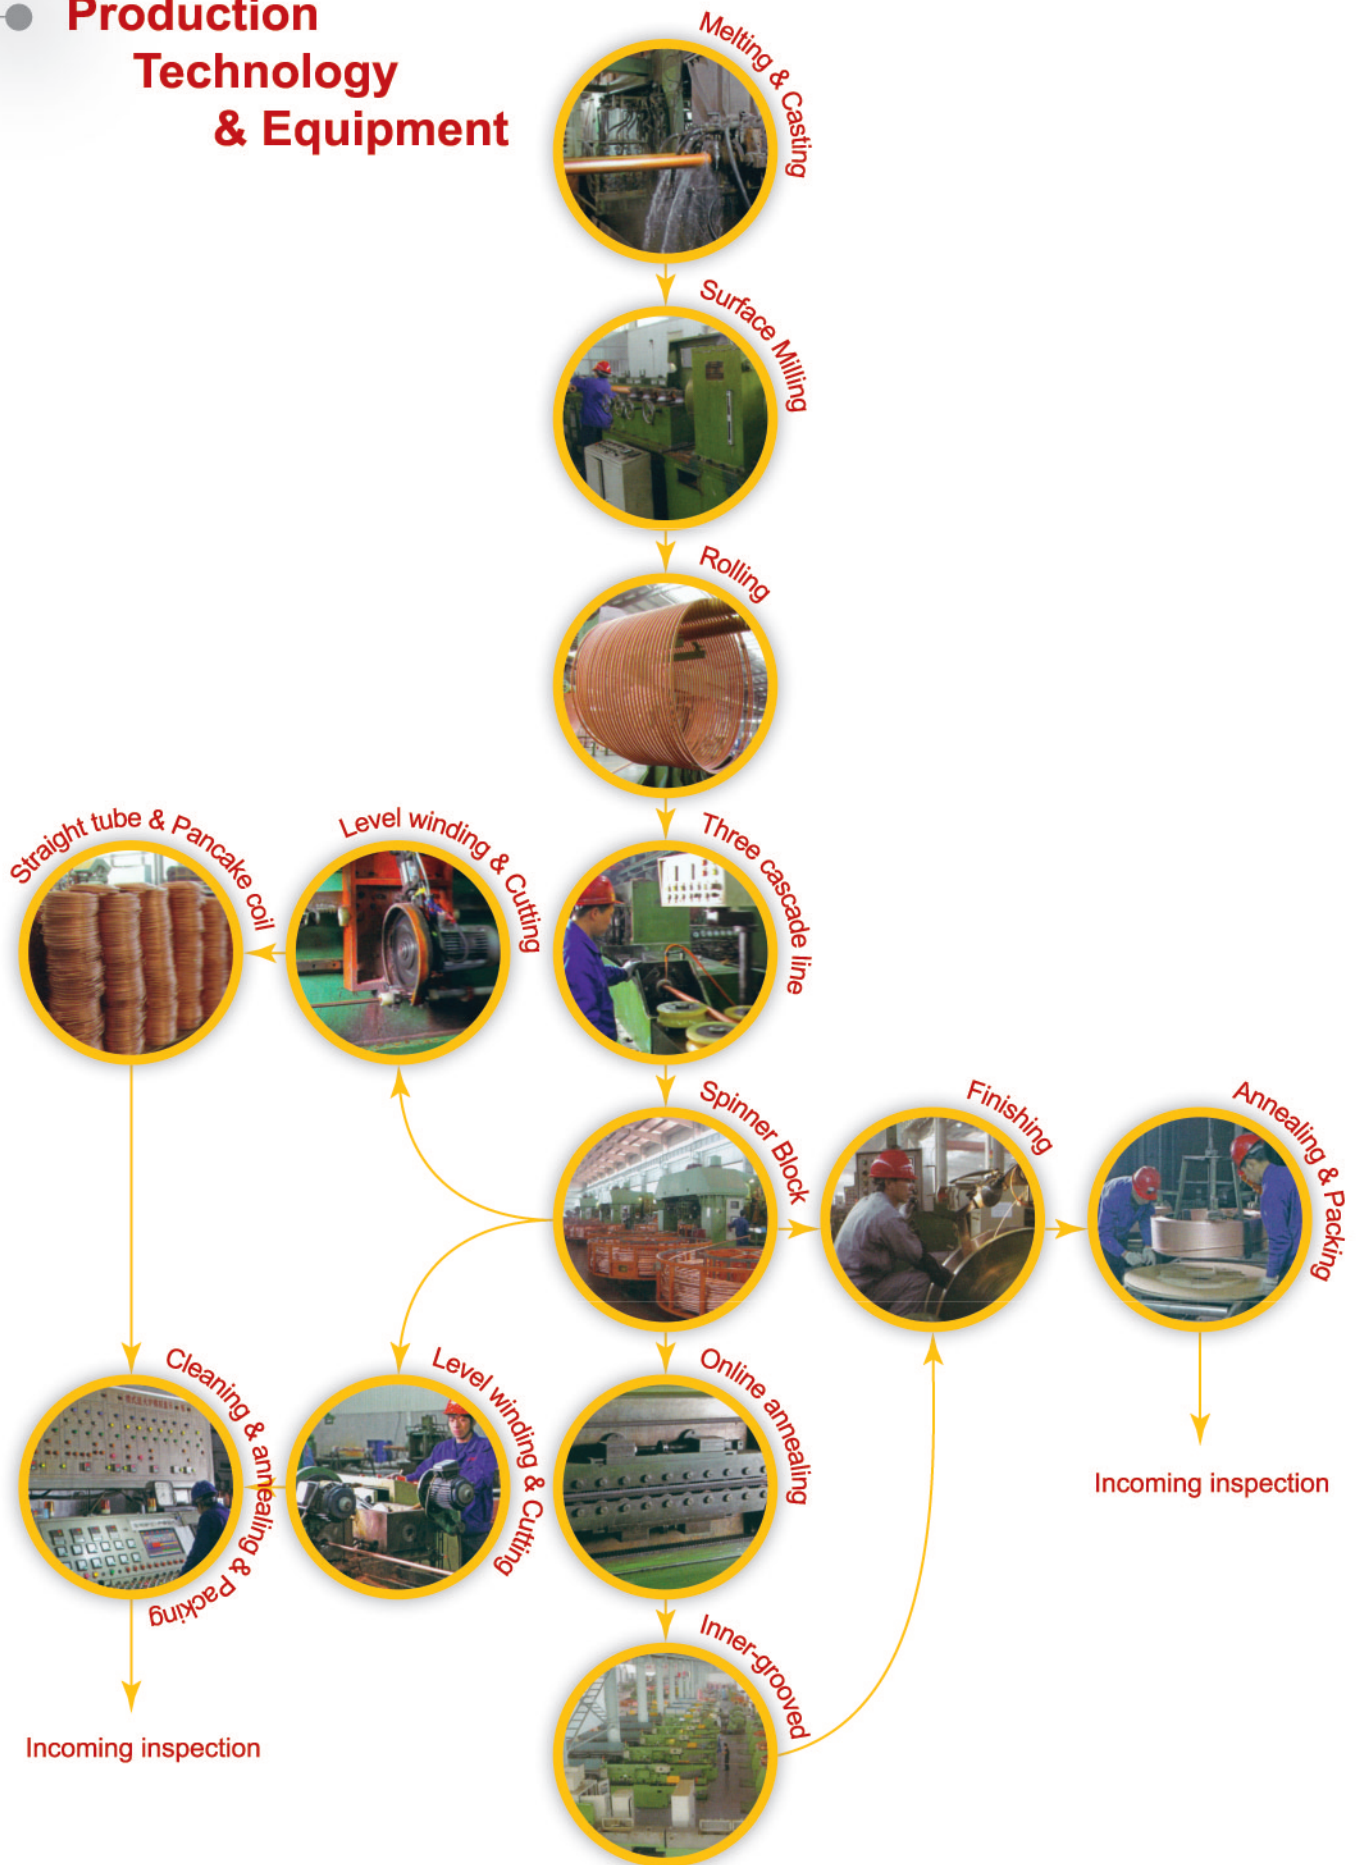 Production
Technology
& Equipment
Melting & Casting
Surface Milling
Rolling
Three cascade line
Level winding & Cutting
Straight tube & Pancake coil
Spinner Block
Finishing
Annealing & Packing
Cleaning & annealing & Packing
Level winding & Cutting
Online annealing
Incoming inspection
Inner-grooved
Incoming inspection